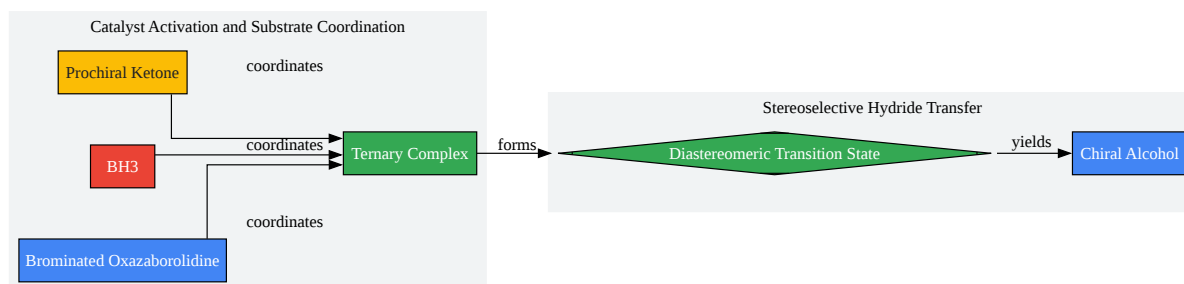 Catalyst Activation and Substrate Coordination
Prochiral Ketone
coordinates
BH3
coordinates
Ternary Complex
coordinates
Brominated Oxazaborolidine
forms
Stereoselective Hydride Transfer
Diastereomeric Transition State
yields
Chiral Alcohol